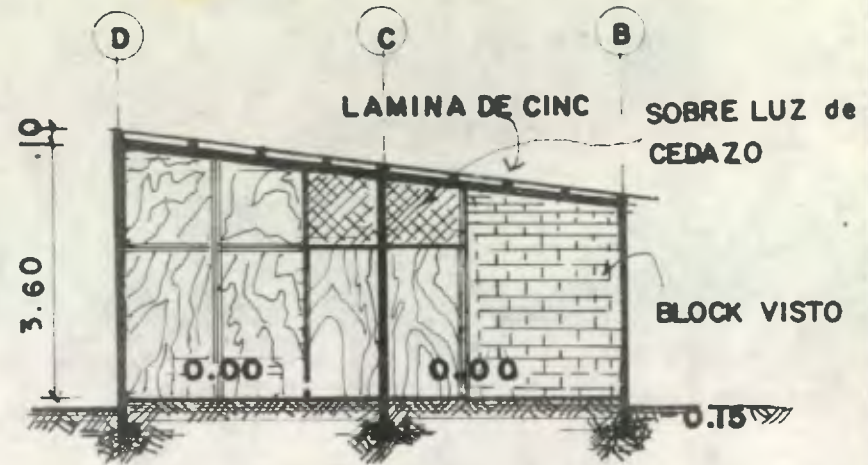 D C B
LAMINA DE CINC
SOBRE LUZ de
CEDAZO
.10
3.60
BLOCK VISTO
0.00 0.00
0.15